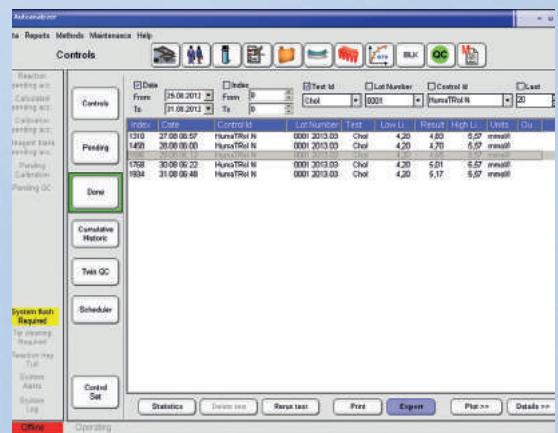 Autoanalyzer
ta Reports Methods Maintenance Help
Controls
BLK QC
Reaction
pending acc.
Calculated
pending acc.
Calibration
pending acc.
Reagent blank
pending acc.
Pending
Calibration
Pending QC
System flush
Required
Tip cleaning
Required
Reaction tray
Full
System
Alerts
System
Log
Offline
Operating
Controls
Pending
Done
Cumulative
Historic
Twin QC
Scheduler
Control
Set
Date
From 26.08.2012
To 31.08.2012
Index
From 0
To 0
Test Id
Chol
Lot Number
0001
Control Id
HumaTRol N
Last
20
Index Date Control Id Lot Number Test Low Li. Result High Li. Units Ou
1310 27/08 06:57 HumaTRol N 0001 2013.03 Chol 4,20 4,83 5,57 mmol/l
1458 28/08 06:00 HumaTRol N 0001 2013.03 Chol 4,20 4,70 5,57 mmol/l
1768 30/08 06:22 HumaTRol N 0001 2013.03 Chol 4,20 5,01 5,57 mmol/l
1934 31/08 06:48 HumaTRol N 0001 2013.03 Chol 4,20 5,17 5,57 mmol/l
Statistics Delete test Rerun test Print Export Plot >> Details >>